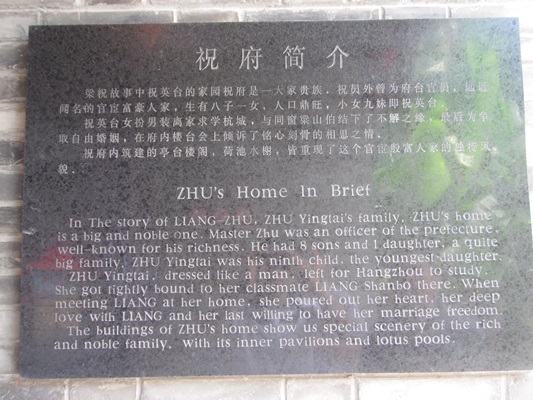 祝府简介
梁祝故事中祝英台的家园祝府是一大家贵族，祝员外曾为府台官员，是远
闻名的官宦富豪人家，生有八子一女，人口鼎旺，小女九妹即祝英台。
祝英台女扮男装离家求学杭城，与同窗梁山伯结下了不解之缘，最后为争
取自由婚姻，在府内楼台会上倾诉了铭心刻骨的相思之情。
祝府内筑建的亭台楼阁、荷池水榭，皆重现了这个官宦殷富人家的独特风
貌。
ZHU's Home In Brief
In The story of LIANG-ZHU, ZHU Yingtai's family, ZHU's home
is a big and noble one. Master Zhu was an officer of the prefecture,
well-known for his richness. He had 8 sons and 1 daughter, a quite
big family, ZHU Yingtai was his ninth child, the youngest daughter.
ZHU Yingtai, dressed like a man, left for Hangzhou to study.
She got tightly bound to her classmate LIANG Shanbo there. When
meeting LIANG at her home, she poured out her heart, her deep
love with LIANG and her last willing to have her marriage freedom.
The buildings of ZHU's home show us special scenery of the rich
and noble family, with its inner pavilions and lotus pools.